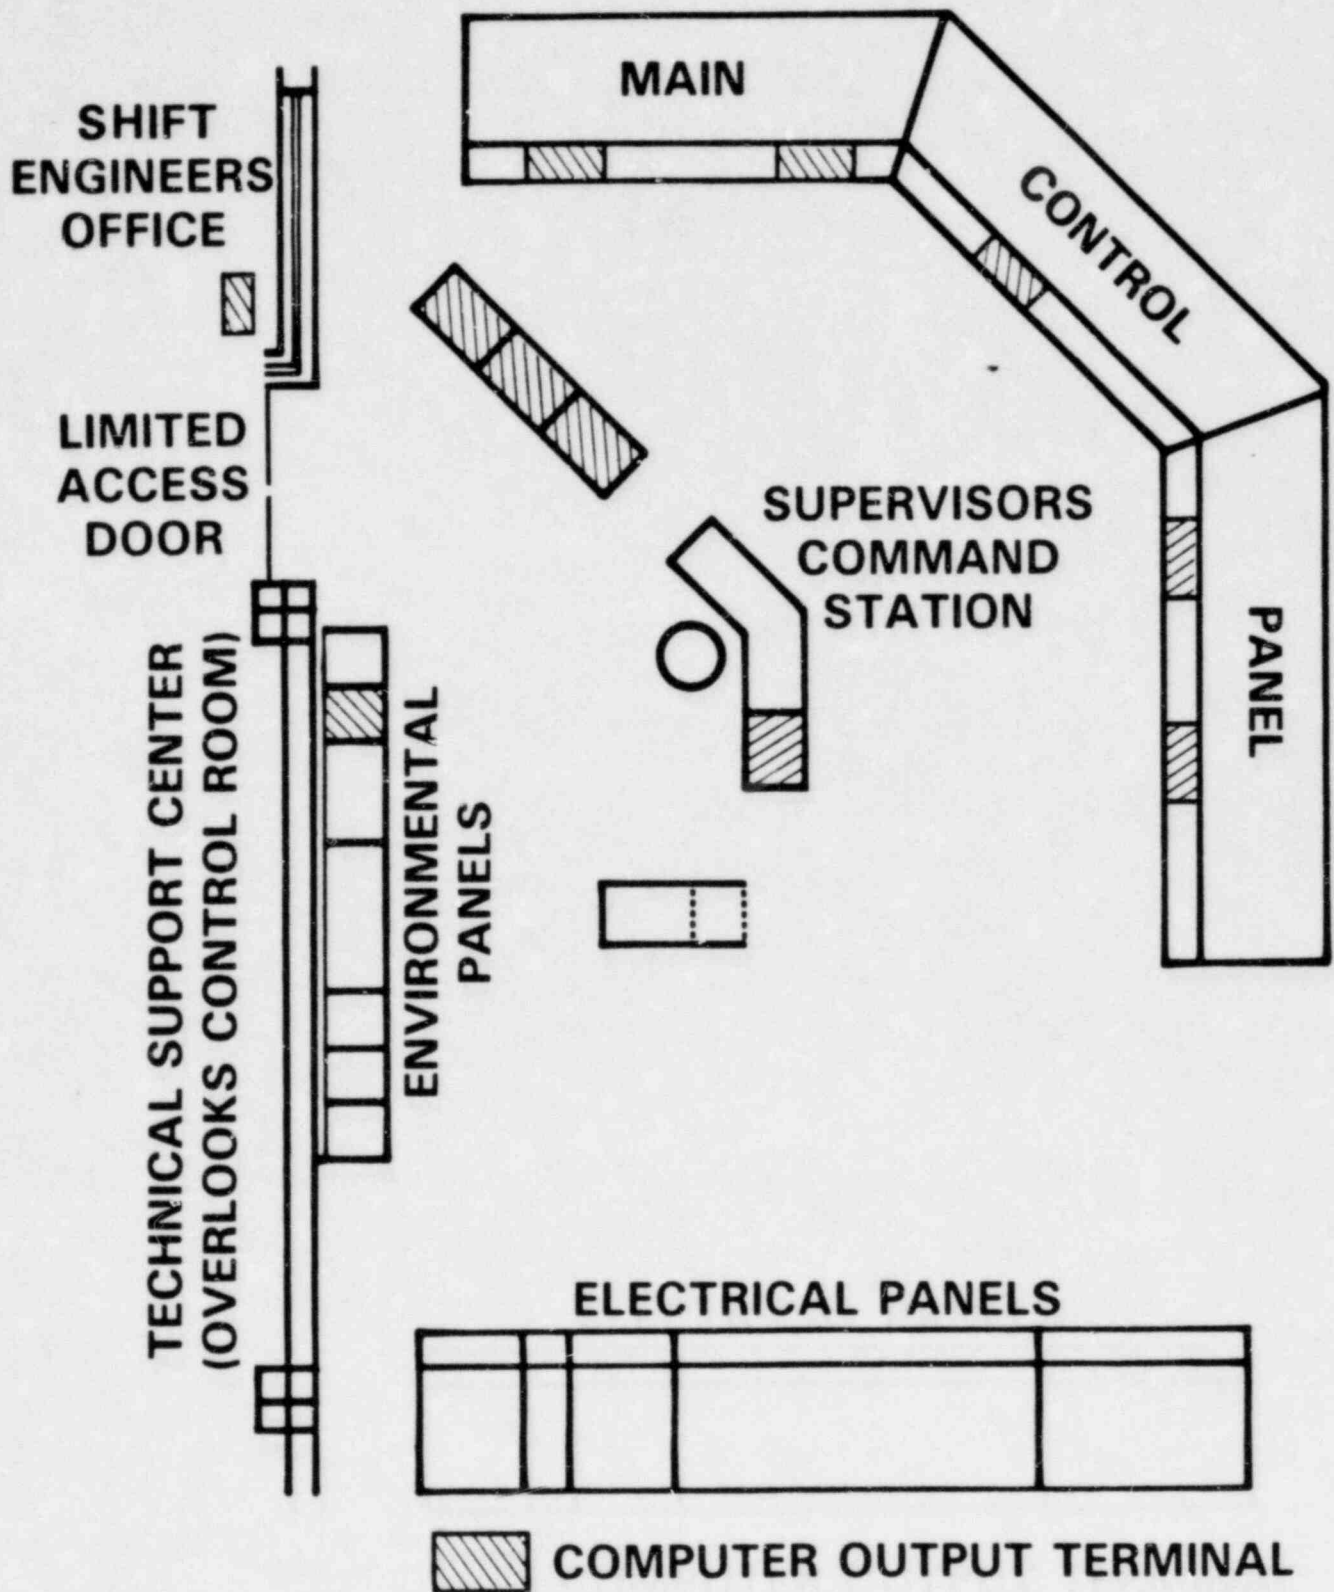 MAIN
CONTROL
PANEL
SHIFT
ENGINEERS
OFFICE
LIMITED
ACCESS
DOOR
SUPERVISORS
COMMAND
STATION
TECHNICAL SUPPORT CENTER
(OVERLOOKS CONTROL ROOM)
ENVIRONMENTAL
PANELS
ELECTRICAL PANELS
COMPUTER OUTPUT TERMINAL